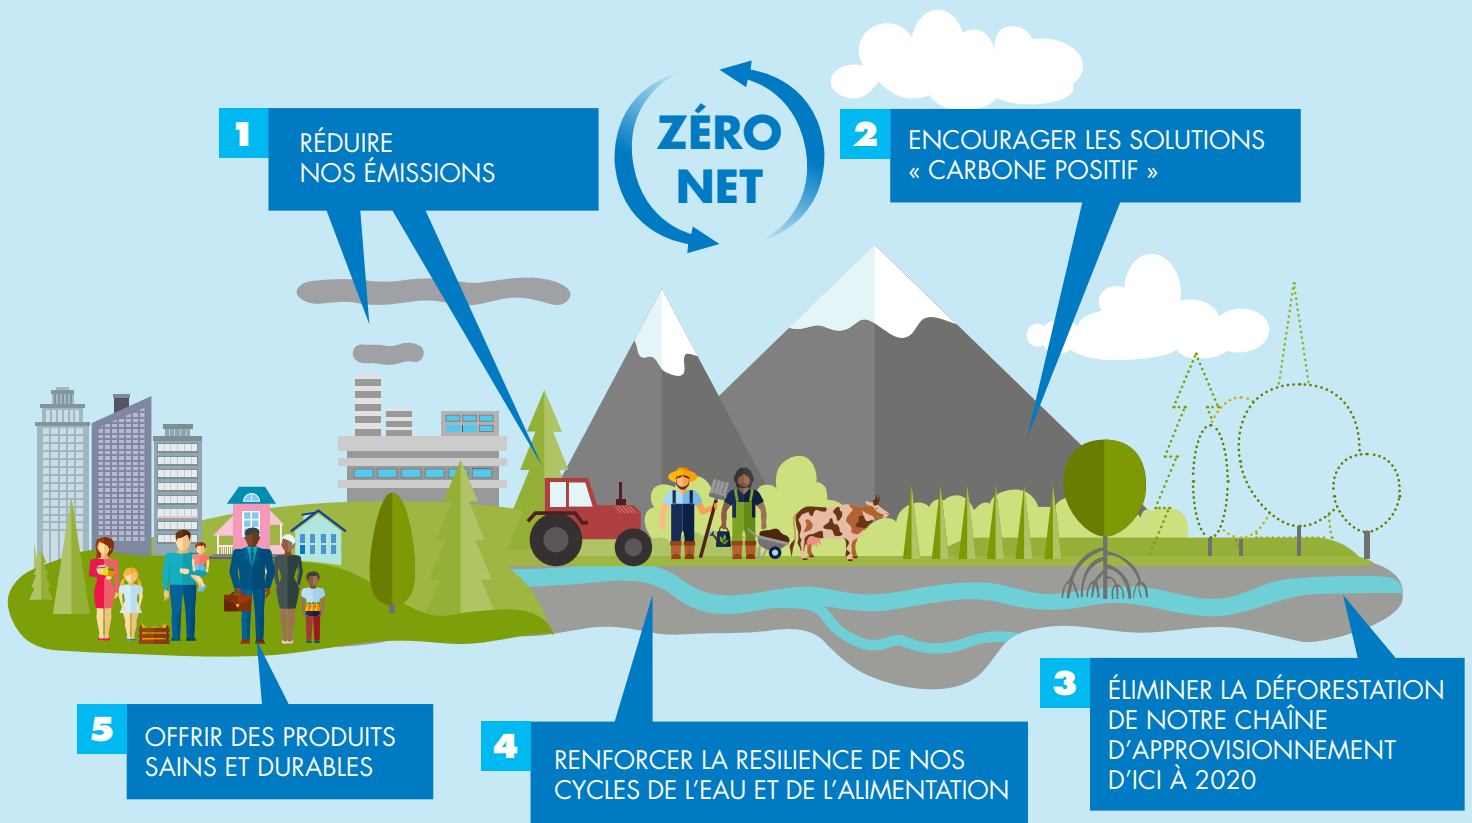 ZÉRO
NET
1
RÉDUIRE
NOS ÉMISSIONS
2
ENCOURAGER LES SOLUTIONS
« CARBONE POSITIF »
3
ÉLIMINER LA DÉFORESTATION
DE NOTRE CHAÎNE
D’APPROVISIONNEMENT
D’ICI À 2020
4
RENFORCER LA RESILIENCE DE NOS
CYCLES DE L’EAU ET DE L’ALIMENTATION
5
OFFRIR DES PRODUITS
SAINS ET DURABLES